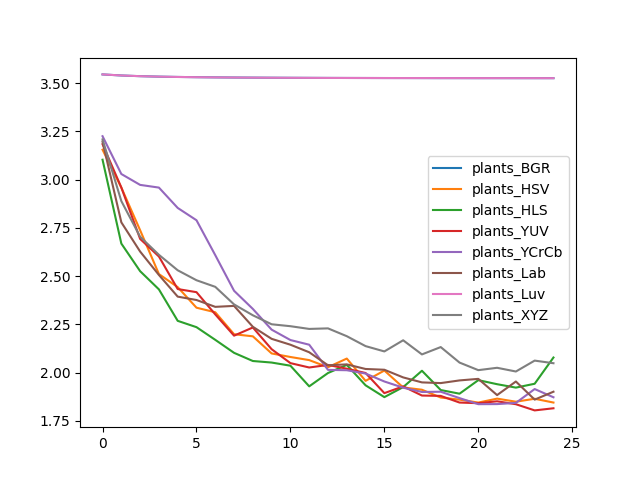 3.50
3.25
3.00
2.75
2.50
2.25
2.00
1.75
plants_BGR
plants_HSV
plants_HLS
plants_YUV
plants_YCrCb
plants_Lab
plants_Luv
plants_XYZ
0 5 10 15 20 25